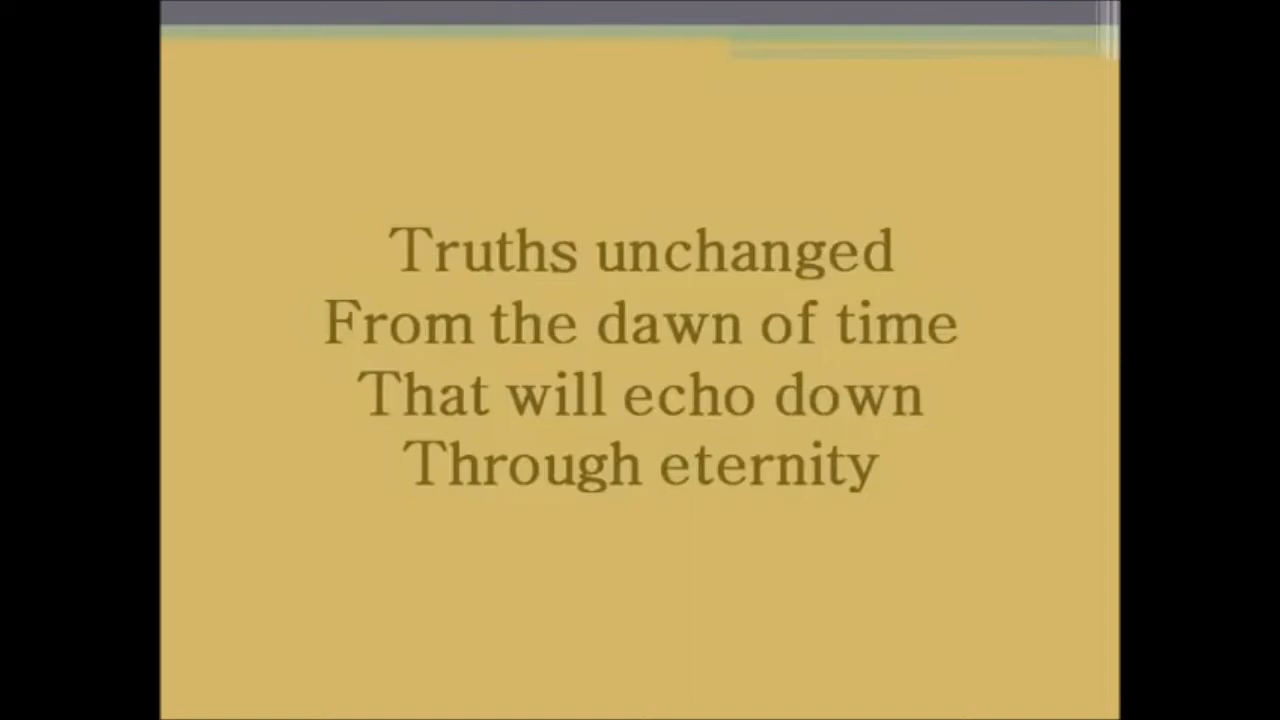 Truths unchanged
From the dawn of time
That will echo down
Through eternity